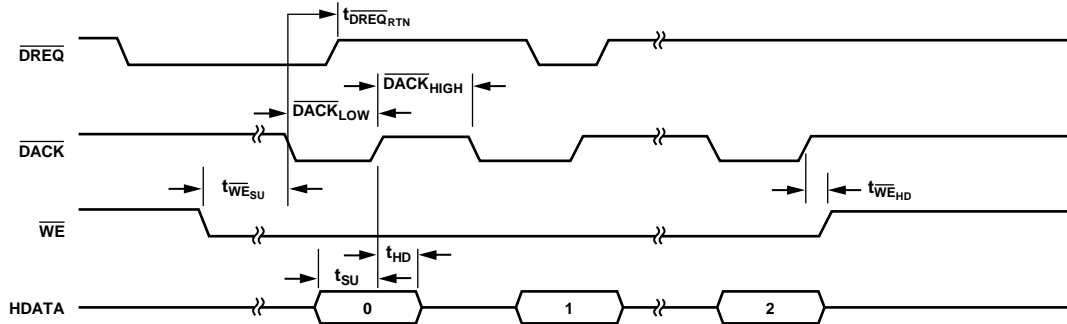 tDREQRTN
DREQ
DACKHIGH
DACKLOW
DACK
tWESU
tWEHD
WE
tHD
tSU
HDATA
0
1
2